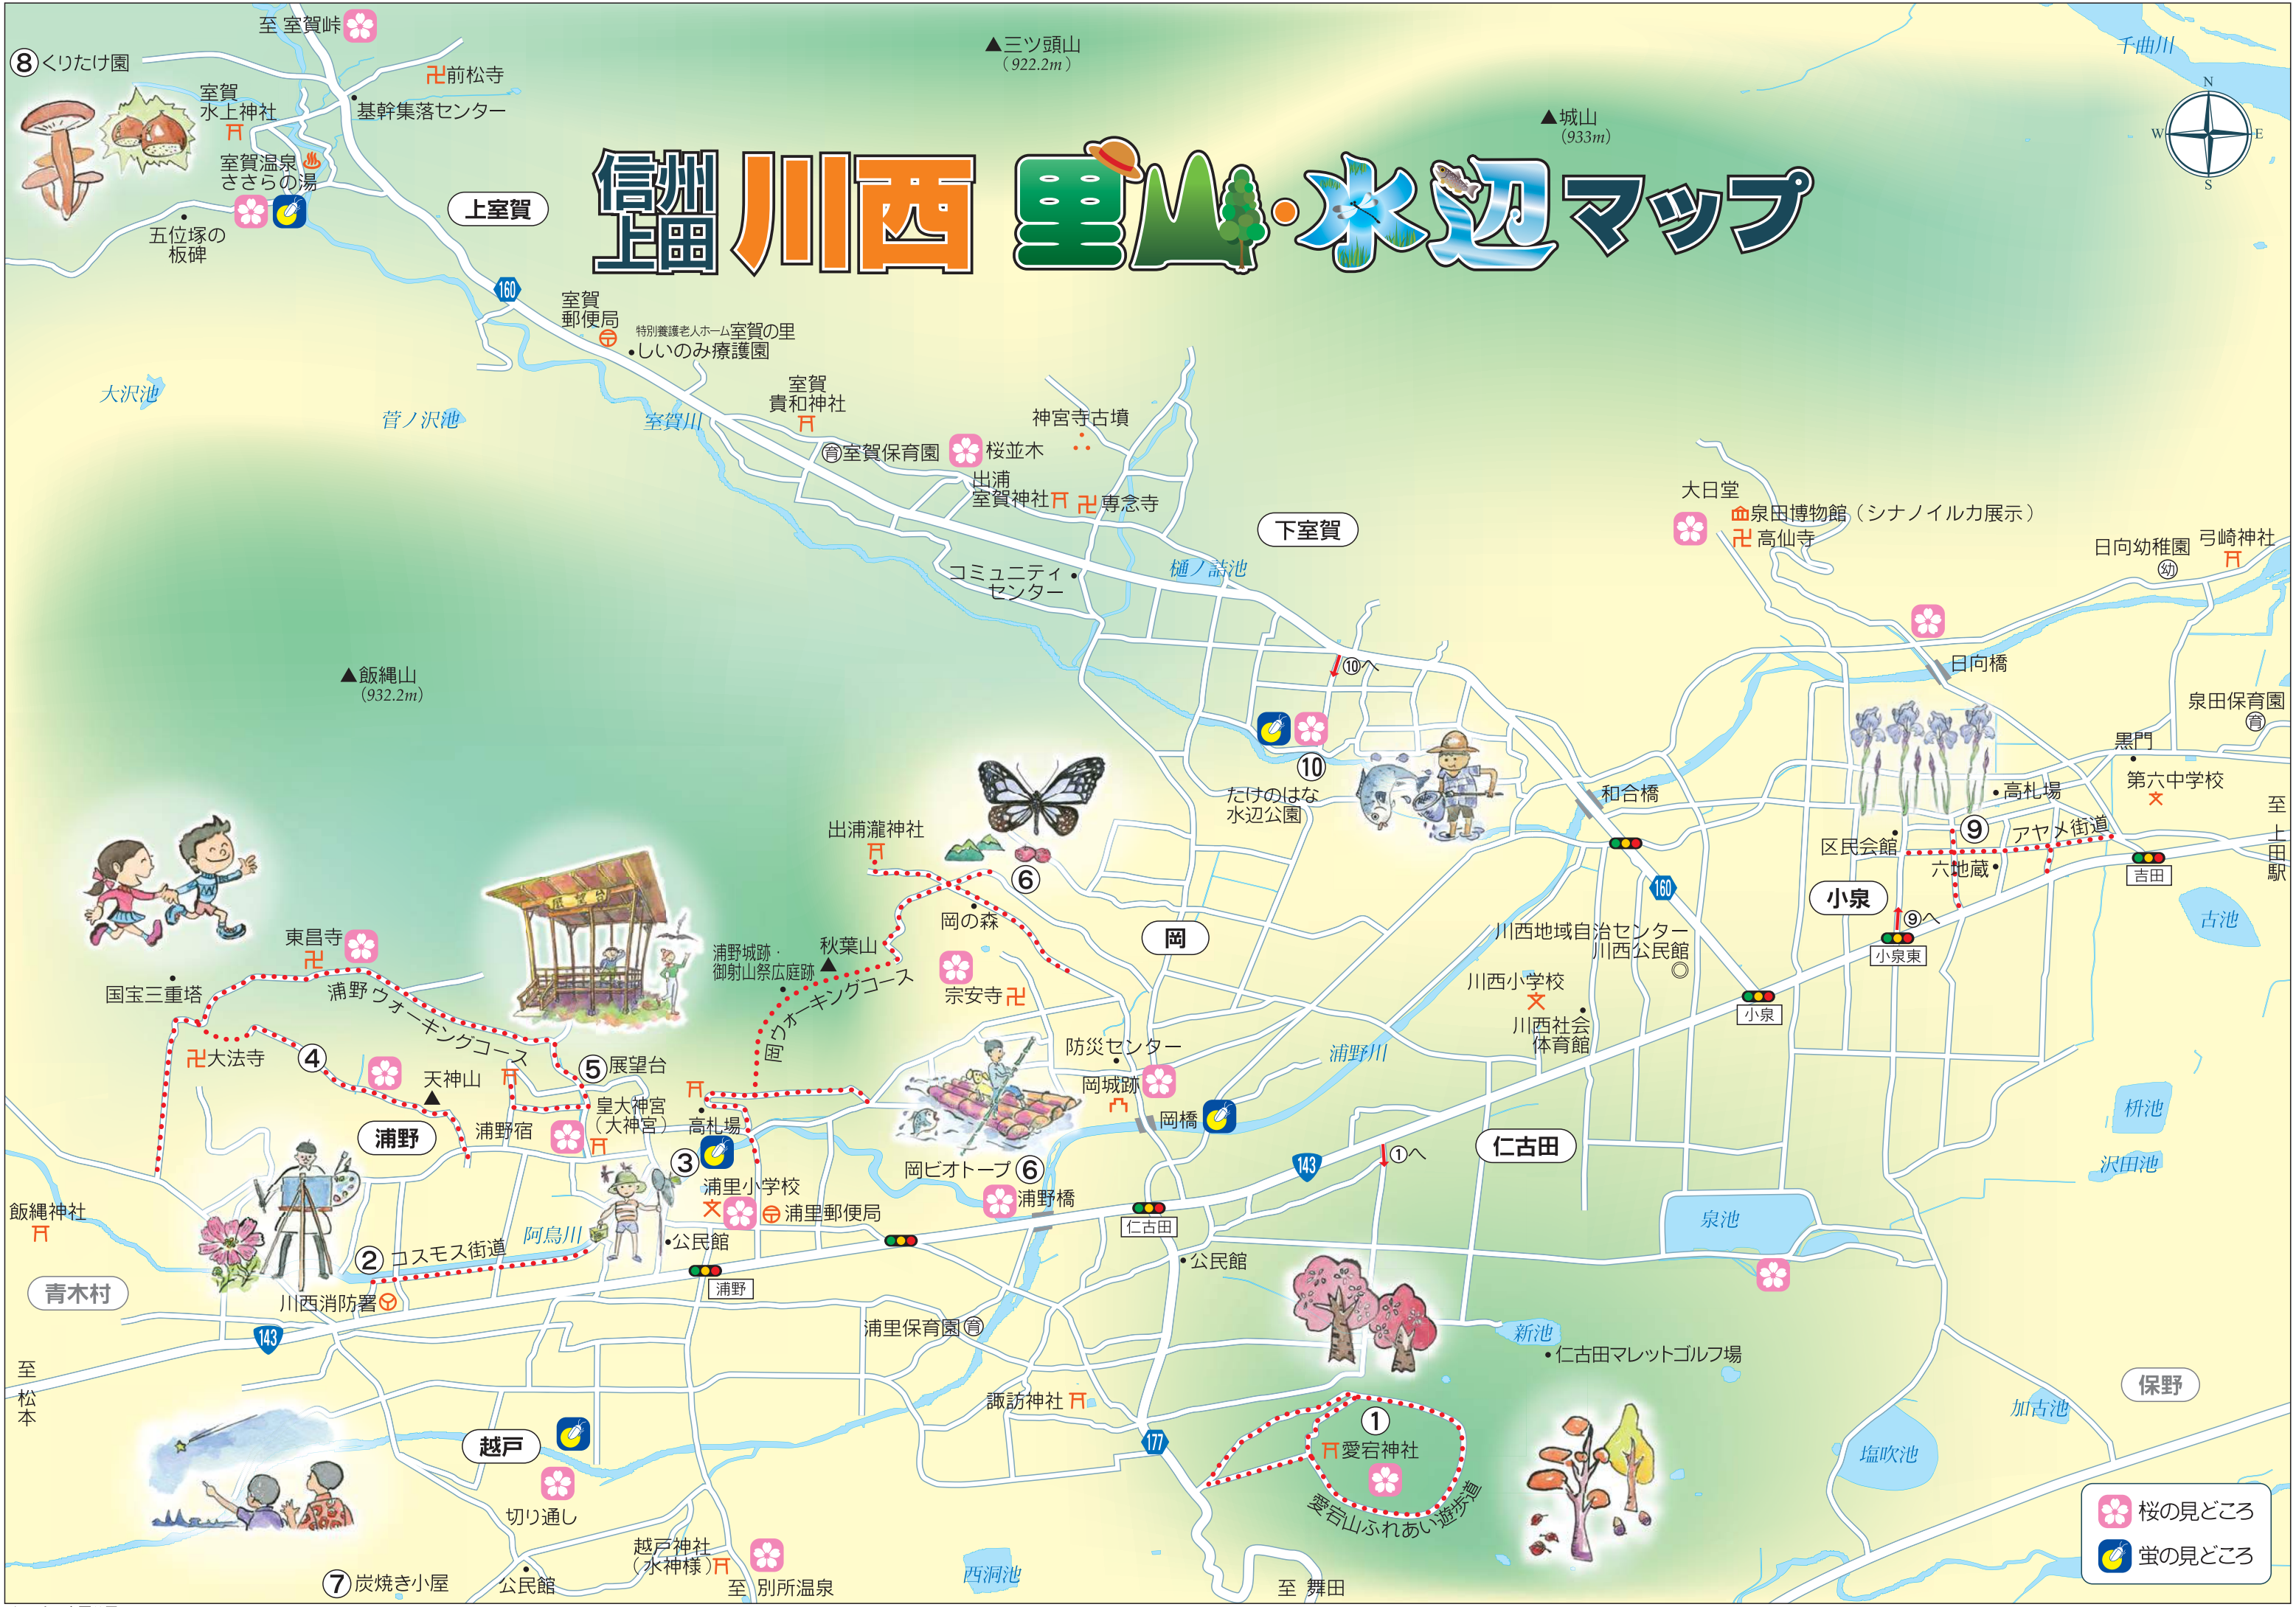 至 室賀峠
⑧くりたけ園
卍前松寺
室賀
水上神社
基幹集落センター
室賀温泉
ささらの湯
五位塚の
板碑
上室賀
▲三ツ頭山
(922.2m)
▲城山
(933m)
千曲川
N
W
E
S
信州
上田
川西 里山・水辺マップ
160
室賀
郵便局
特別養護老人ホーム室賀の里
しいのみ療護園
大沢池
菅ノ沢池
室賀川
室賀
貴和神社
神宮寺古墳
育室賀保育園
桜並木
出浦
室賀神社
卍専念寺
下室賀
コミュニティ
センター
樋ノ詰池
大日堂
泉田博物館（シナノイルカ展示）
卍高仙寺
日向幼稚園
幼
弓崎神社
日向橋
泉田保育園
育
▲飯縄山
(932.2m)
⑩へ
⑩
たけのはな
水辺公園
和合橋
黒門
第六中学校
文
高札場
⑨
アヤメ街道
区民会館
六地蔵
吉田
至 上田駅
古池
小泉
⑨へ
小泉東
160
出浦瀧神社
⑥
岡の森
岡
秋葉山
▲
浦野城跡・
御射山祭広庭跡
岡ウォーキングコース
宗安寺卍
川西地域自治センター
川西公民館
川西小学校
文
川西社会
体育館
小泉
展望台
東昌寺
卍
国宝三重塔
浦野ウォーキングコース
卍大法寺
④
天神山
▲
⑤展望台
皇大神宮
（大神宮）
浦野宿
浦野
高札場
③
防災センター
岡城跡
岡橋
浦野川
①へ
143
仁古田
岡ビオトープ⑥
浦野橋
仁古田
枡池
沢田池
泉池
浦里小学校
文
浦里郵便局
公民館
飯縄神社
青木村
②
コスモス街道
阿鳥川
川西消防署
浦野
143
至 松本
公民館
浦里保育園育
新池
仁古田マレットゴルフ場
諏訪神社
177
①
愛宕神社
愛宕山ふれあい遊歩道
保野
加古池
塩吹池
越戸
切り通し
越戸神社
（水神様）
⑦炭焼き小屋
公民館
至 別所温泉
西洞池
至 舞田
桜の見どころ
蛍の見どころ